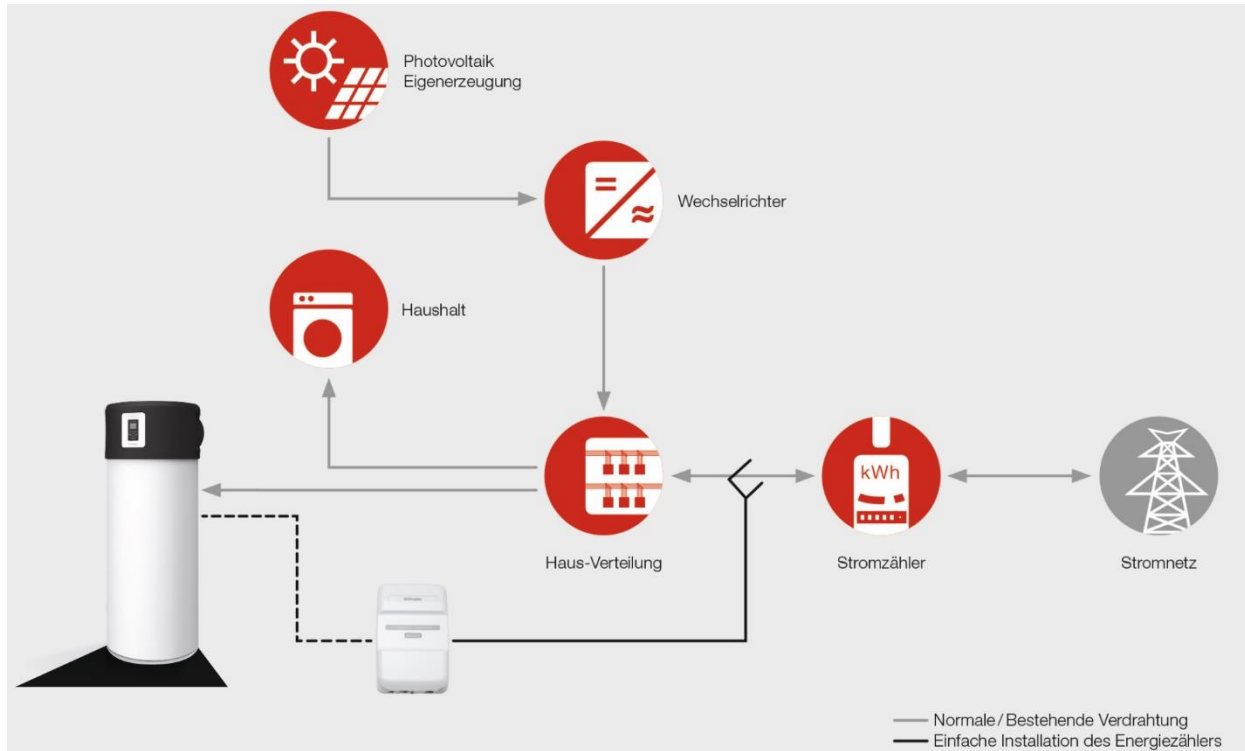 Photovoltaik
Eigenerzeugung
Wechselrichter
Haushalt
kWh
Haus-Verteilung
Stromzähler
Stromnetz
Normale / Bestehende Verdrahtung
Einfache Installation des Energiezählers